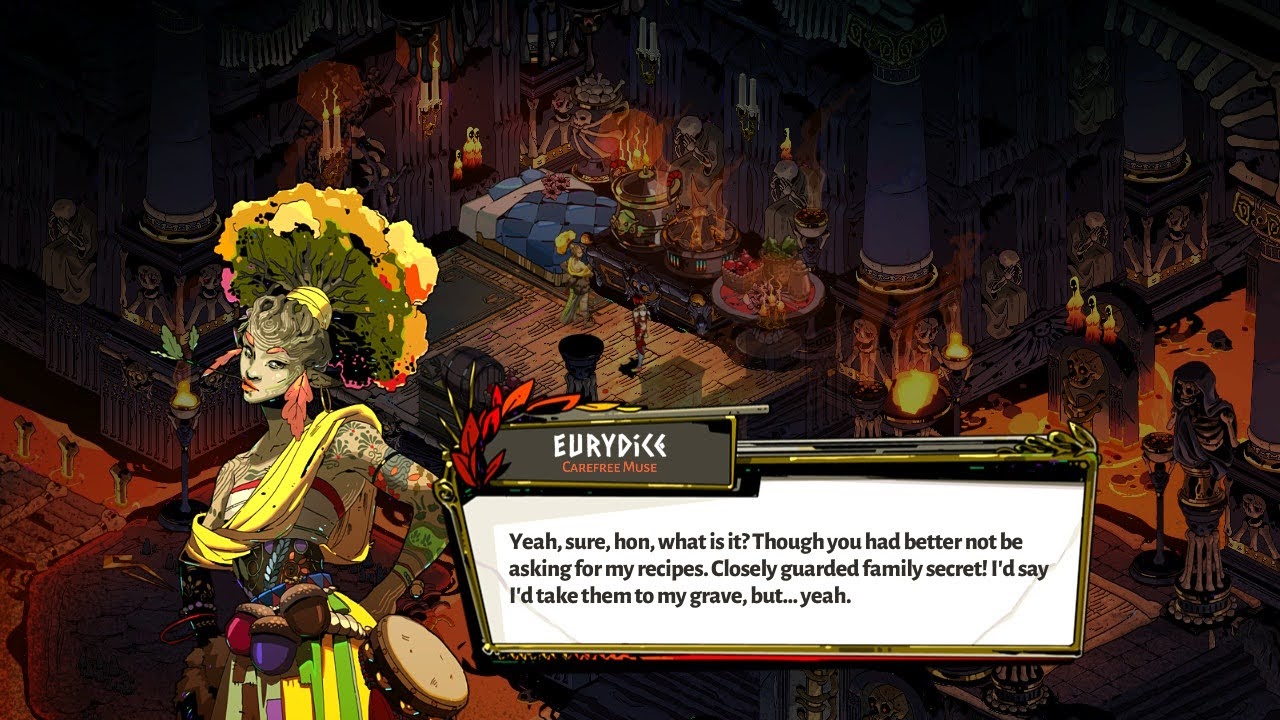 EURYDICE
Carefree Muse
Yeah, sure, hon, what is it? Though you had better not be
asking for my recipes. Closely guarded family secret! I'd say
I'd take them to my grave, but... yeah.